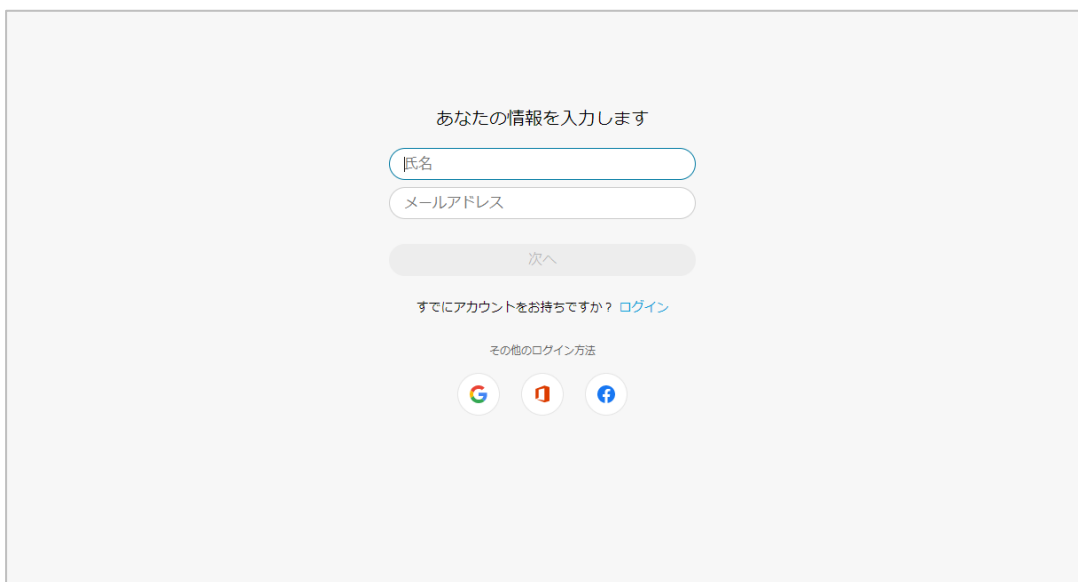 あなたの情報を入力します
氏名
メールアドレス
次へ
すでにアカウントをお持ちですか？ ログイン
その他のログイン方法